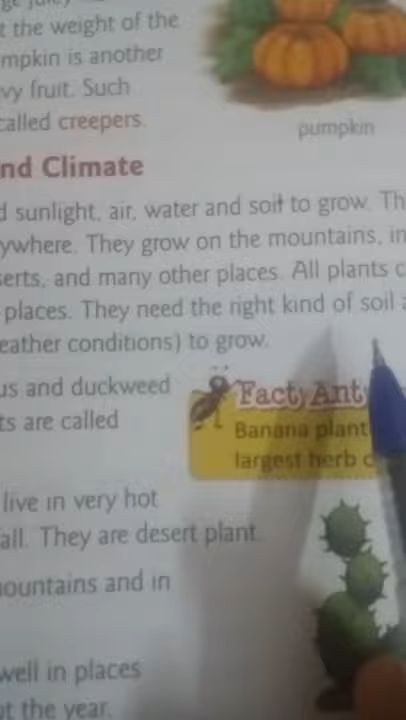 t the weight of the
mpkin is another
vy fruit. Such
called creepers.
pumpkin
nd Climate
d sunlight, air, water and soil to grow. Th
ywhere. They grow on the mountains, in
serts, and many other places. All plants c
places. They need the right kind of soil
eather conditions) to grow.
us and duckweed
ts are called
Fact Ant
Banana plant
largest herb
live in very hot
all. They are desert plant.
ountains and in
well in places
ut the year.